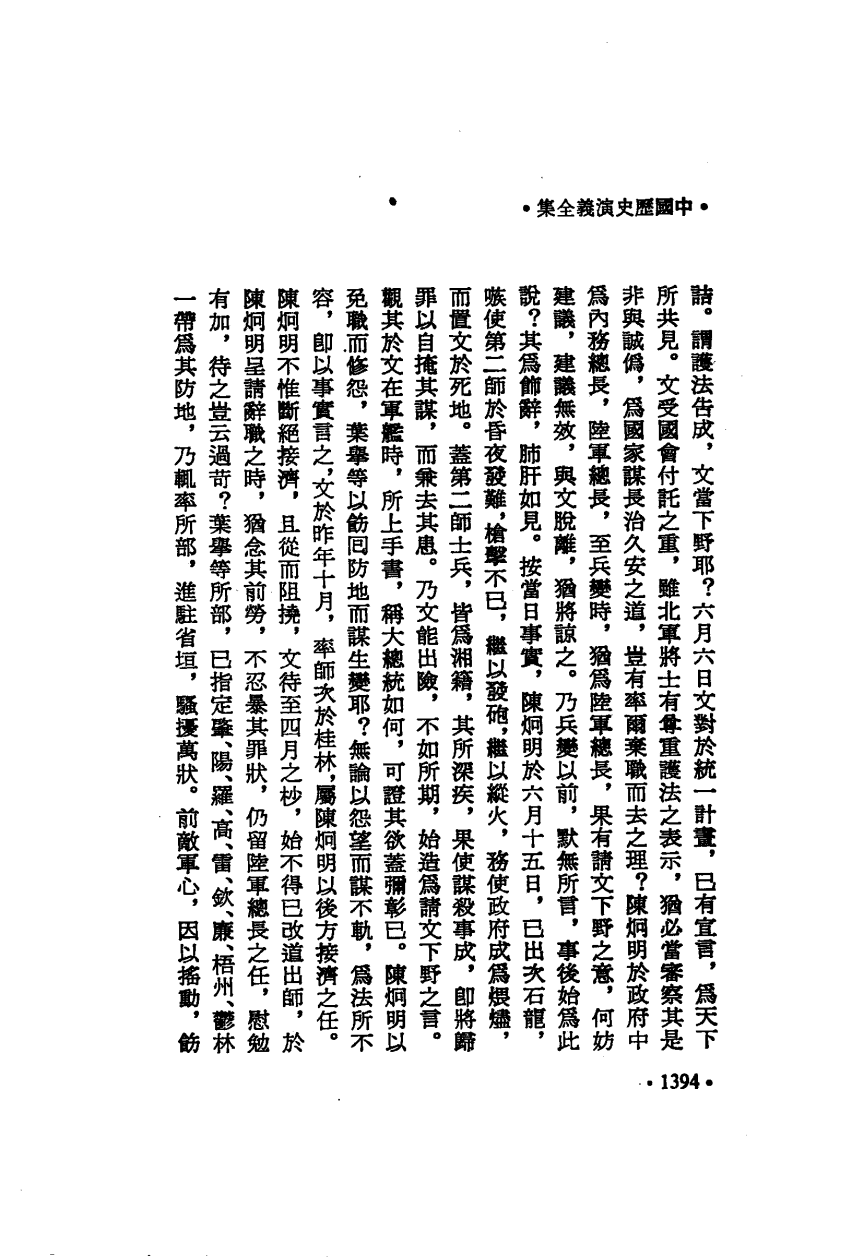 •中國歷史演義全集•
詰。謂護法告成，文當下野耶？六月六日文對於統一計畫，已有宣言，爲天下
所共見。文受國會付託之重，雖北軍將士有尊重護法之表示，猶必當審察其是
非與誠僞，爲國家謀長治久安之道，豈有率爾棄職而去之理？陳炯明於政府中
爲內務總長，陸軍總長，至兵變時，猶爲陸軍總長，果有請文下野之意，何妨
建議，建議無效，與文脫離，猶將諒之。乃兵變以前，默無所言，事後始爲此
說？其爲飾辭，肺肝如見。按當日事實，陳炯明於六月十五日，已出次石龍，
嗾使第二師於昏夜發難，槍擊不已，繼以發砲，繼以縱火，務使政府成爲煨燼，
而置文於死地。蓋第二師士兵，皆爲湘籍，其所深疾，果使謀殺事成，即將歸
罪以自掩其謀，而兼去其患。乃文能出險，不如所期，始造爲請文下野之言。
觀其於文在軍艦時，所上手書，稱大總統如何，可證其欲蓋彌彰已。陳炯明以
免職而修怨，葉舉等以飭回防地而謀生變耶？無論以怨望而謀不軌，爲法所不
容，卽以事實言之，文於昨年十月，率師次於桂林，屬陳炯明以後方接濟之任。
陳炯明不惟斷絕接濟，且從而阻撓，文待至四月之杪，始不得已改道出師，於
陳炯明呈請辭職之時，猶念其前勞，不忍暴其罪狀，仍留陸軍總長之任，慰勉
有加，待之豈云過苛？葉舉等所部，已指定肇、陽、羅、高、雷、欽、廉、梧州、鬱林
一帶爲其防地，乃輒率所部，進駐省垣，騷擾萬狀。前敵軍心，因以搖動，飭
•1394•